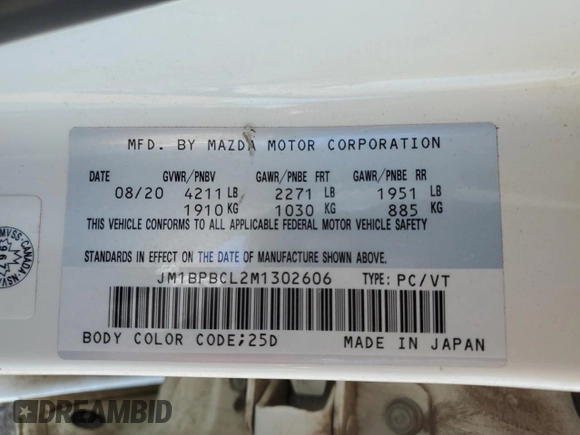 MFD. BY MAZDA MOTOR CORPORATION
DATE GVWR/PNBV GAWR/PNBE FRT GAWR/PNBE RR
08/20 4211 LB 2271 LB 1951 LB
1910 KG 1030 KG 885 KG
THIS VEHICLE CONFORMS TO ALL APPLICABLE FEDERAL MOTOR VEHICLE SAFETY
STANDARDS IN EFFECT ON THE DATE OF MANUFACTURE SHOWN ABOVE.
JM1BPBCL2M1302606 TYPE: PC/VT
BODY COLOR CODE;25D MADE IN JAPAN
DREAMBID